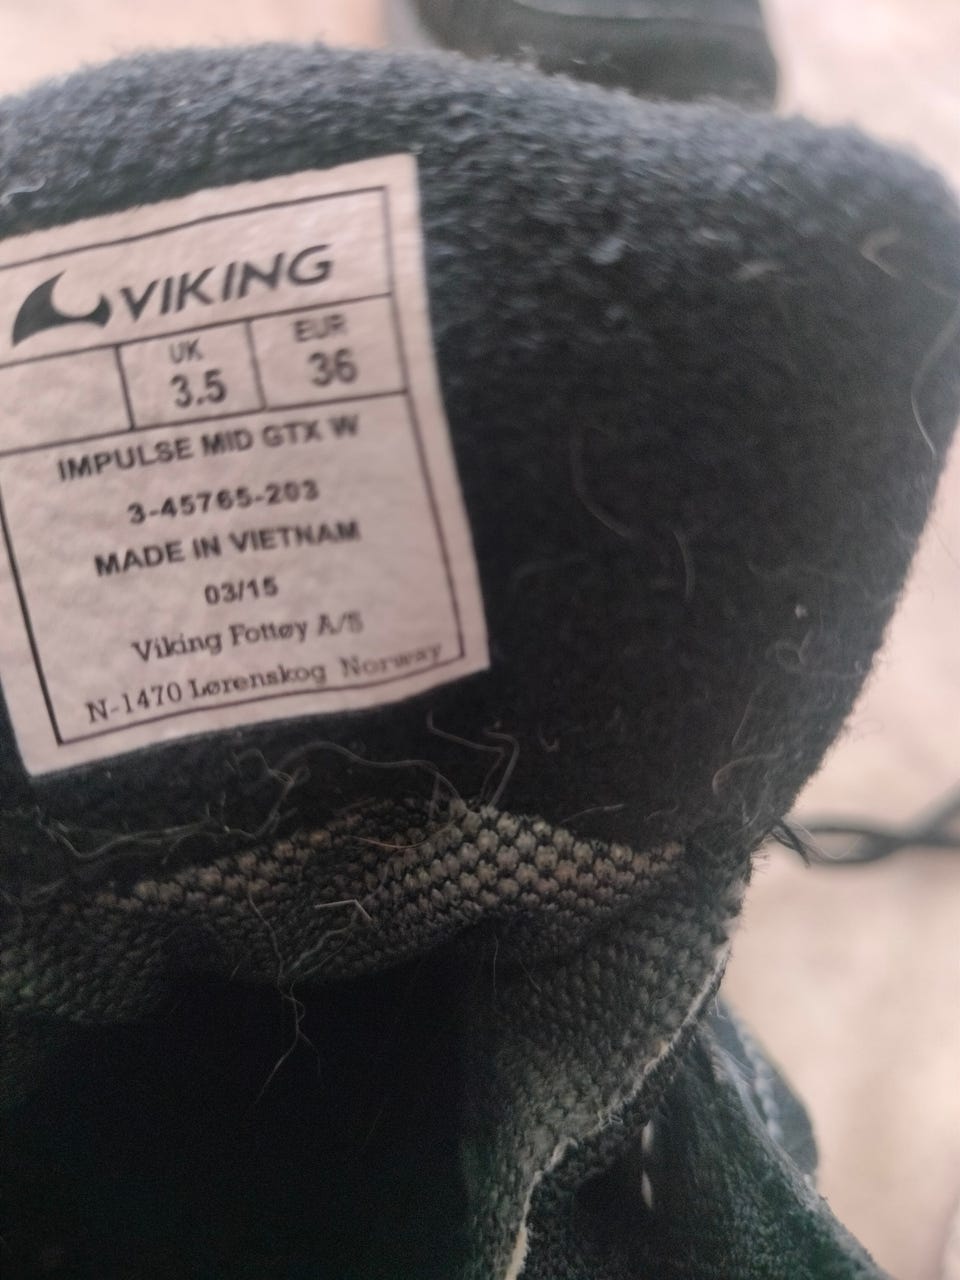 VIKING
UK EUR
3.5 36
IMPULSE MID GTX W
3-45765-203
MADE IN VIETNAM
03/15
Viking Fottøy A/S
N-1470 Lørenskog Norway